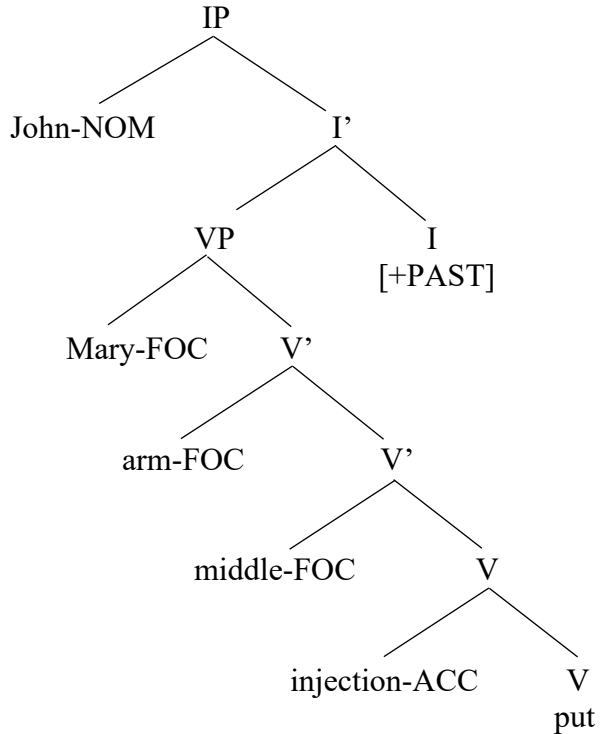 IP
John-NOM I’
VP I
[+PAST]
Mary-FOC V’
arm-FOC V’
middle-FOC V
injection-ACC V
put